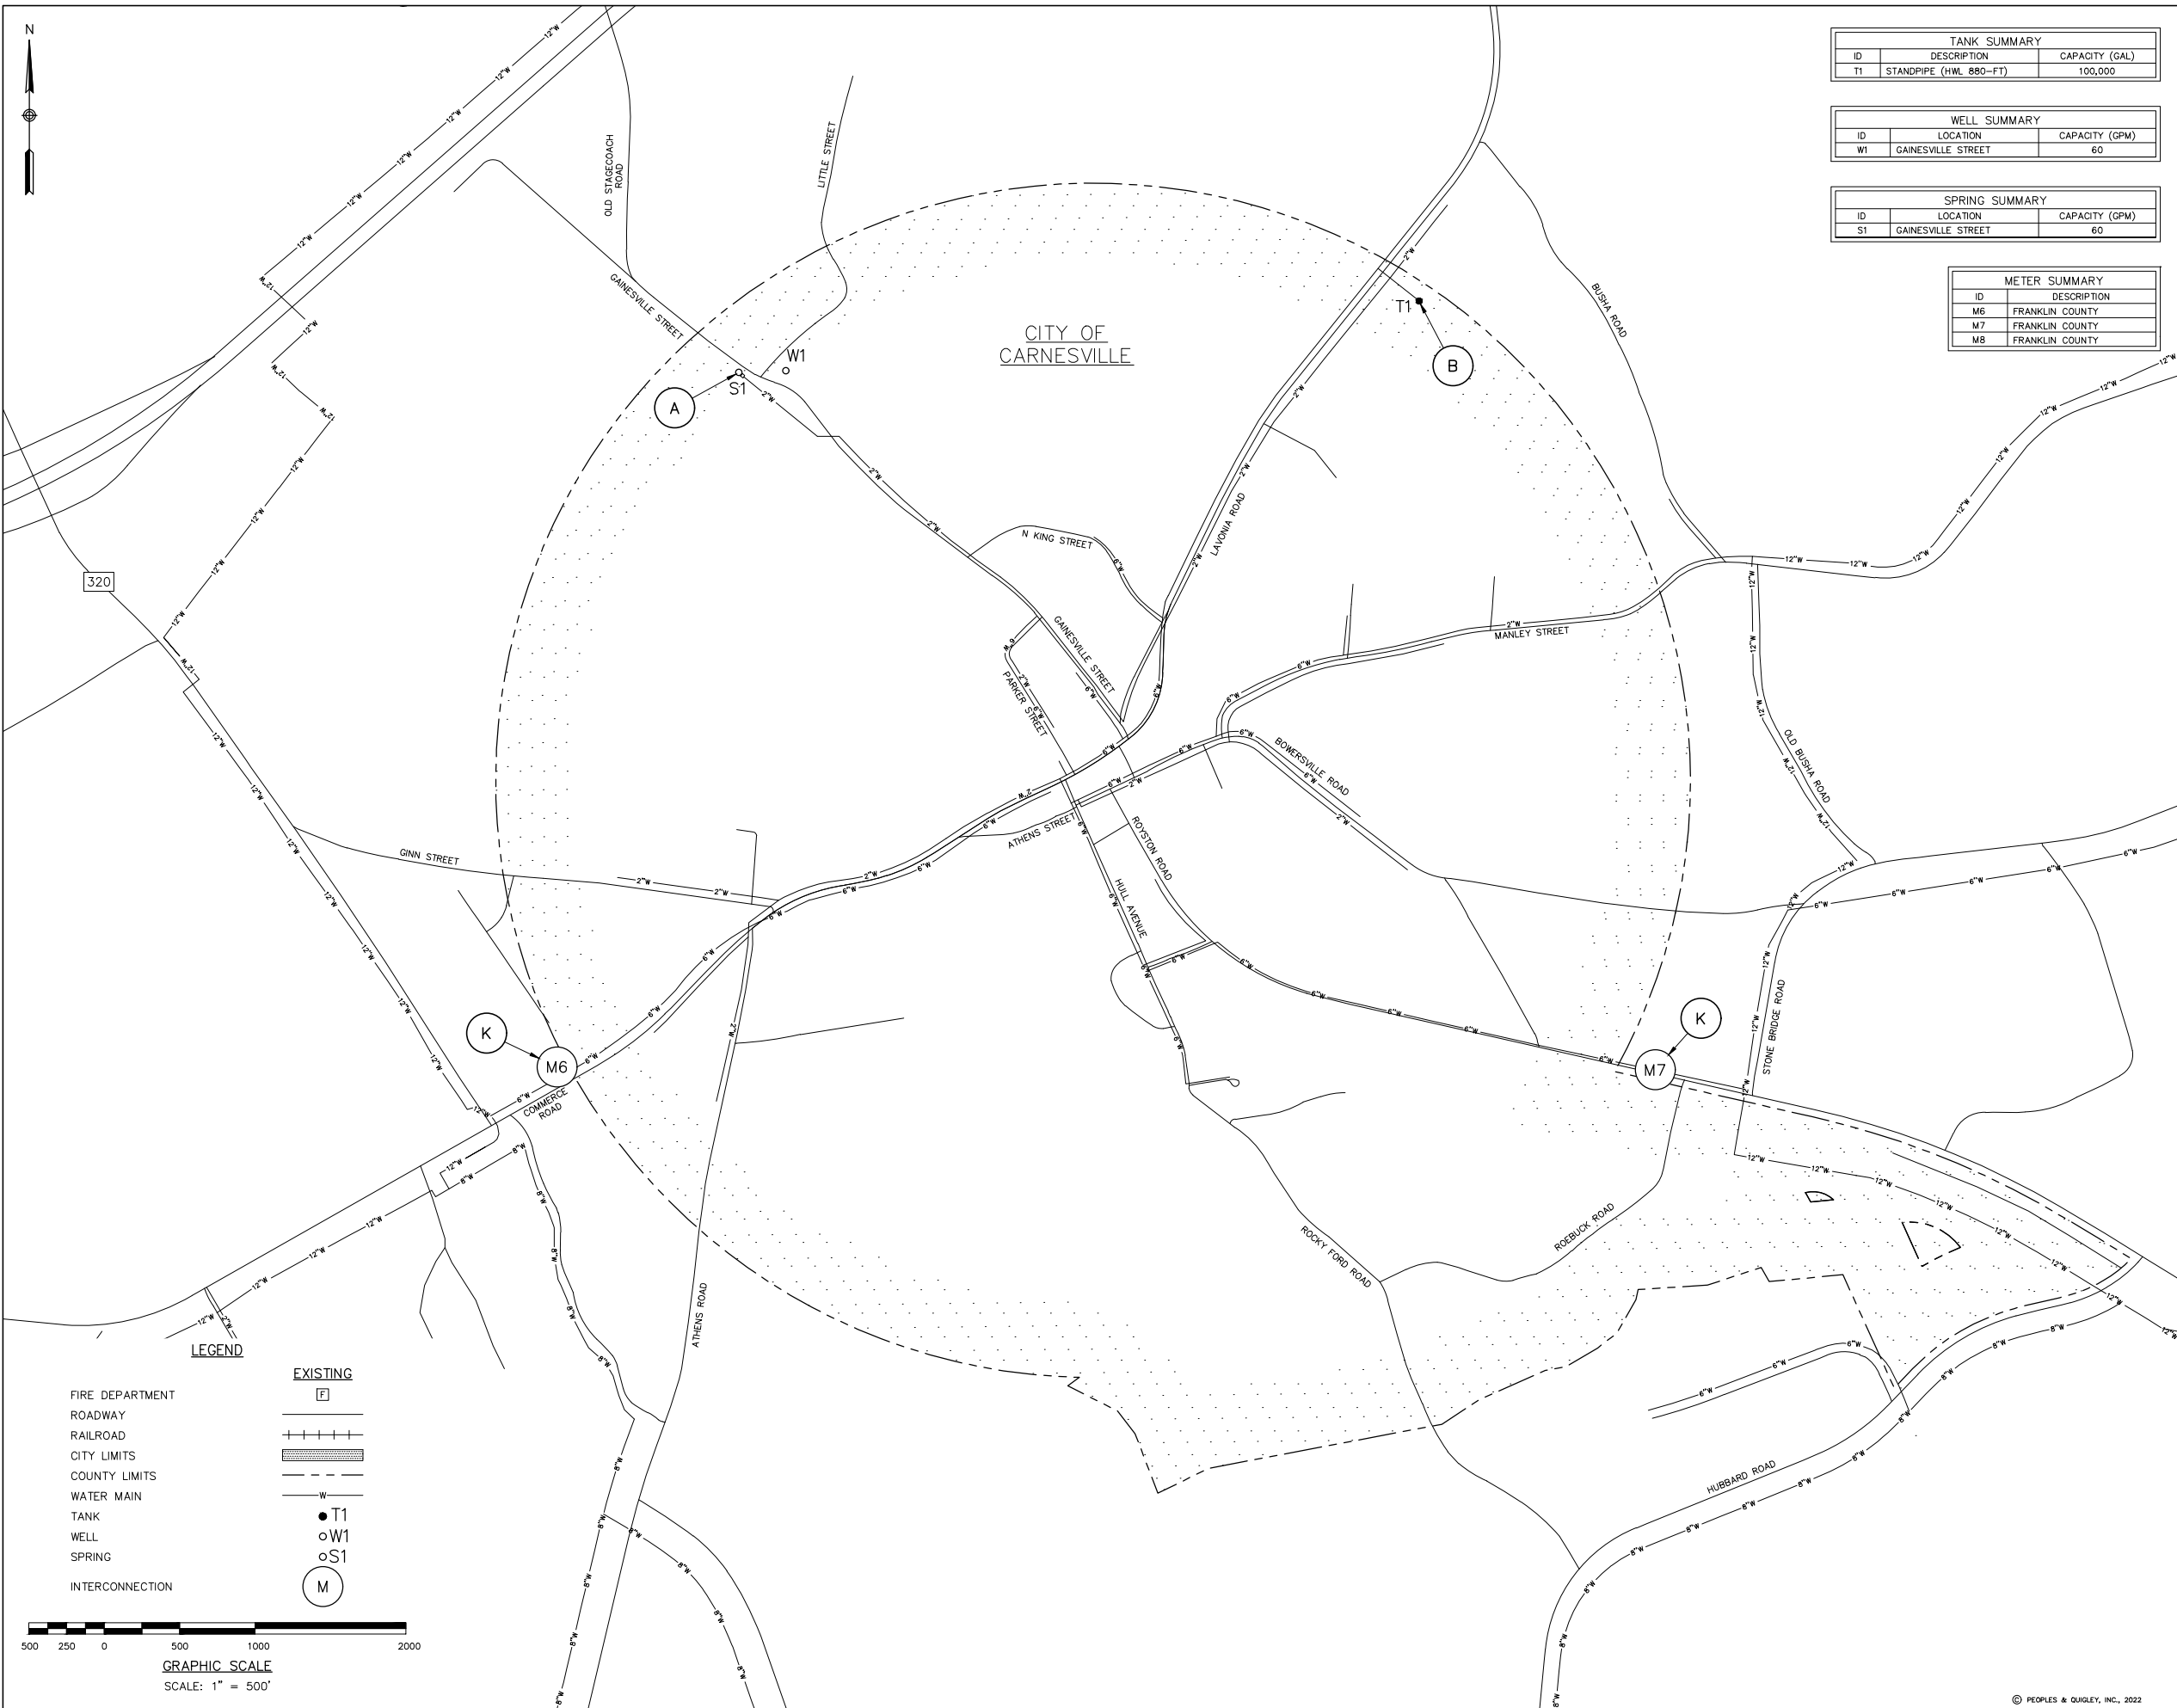 N
TANK SUMMARY
ID DESCRIPTION CAPACITY (GAL)
T1 STANDPIPE (HWL 880-FT) 100,000
WELL SUMMARY
ID LOCATION CAPACITY (GPM)
W1 GAINESVILLE STREET 60
SPRING SUMMARY
ID LOCATION CAPACITY (GPM)
S1 GAINESVILLE STREET 60
METER SUMMARY
ID DESCRIPTION
M6 FRANKLIN COUNTY
M7 FRANKLIN COUNTY
M8 FRANKLIN COUNTY
12"W
OLD STAGECOACH
ROAD
LITTLE STREET
GAINESVILLE STREET
CITY OF
CARNESVILLE
T1
B
BUSHA ROAD
W1
S1
A
2"W
LAVONIA ROAD
N KING STREET
6"W
320
GAINESVILLE STREET
PARKER STREET
MANLEY STREET
BOWERSVILLE ROAD
OLD BUSHA ROAD
ATHENS STREET
ROYSTON ROAD
GINN STREET
HULL AVENUE
STONE BRIDGE ROAD
K
M6
K
M7
COMMERCE
ROAD
8"W
ROEBUCK ROAD
ROCKY FORD ROAD
ATHENS ROAD
HUBBARD ROAD
LEGEND
EXISTING
FIRE DEPARTMENT F
ROADWAY
RAILROAD
CITY LIMITS
COUNTY LIMITS
WATER MAIN W
TANK T1
WELL W1
SPRING S1
INTERCONNECTION M
500 250 0 500 1000 2000
GRAPHIC SCALE
SCALE: 1" = 500'
© PEOPLES & QUIGLEY, INC., 2022